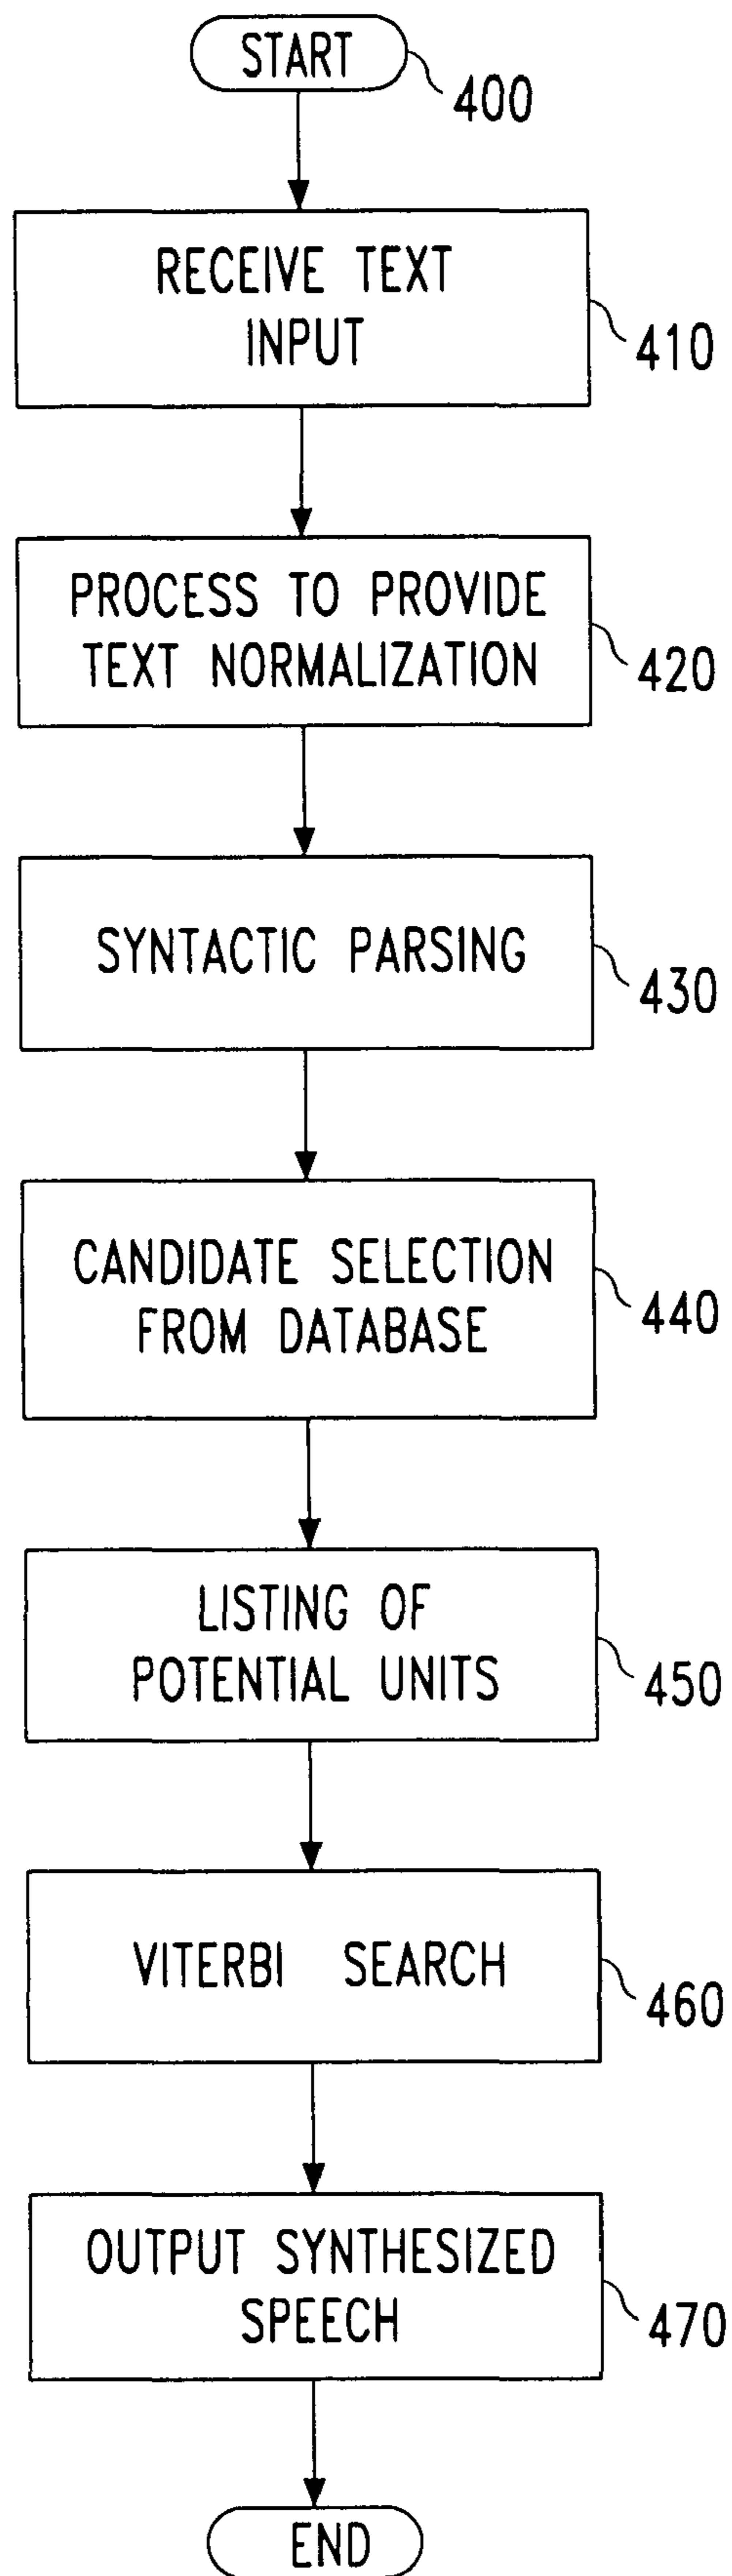 START
400
RECEIVE TEXT
INPUT
410
PROCESS TO PROVIDE
TEXT NORMALIZATION
420
SYNTACTIC PARSING
430
CANDIDATE SELECTION
FROM DATABASE
440
LISTING OF
POTENTIAL UNITS
450
VITERBI SEARCH
460
OUTPUT SYNTHESIZED
SPEECH
470
END